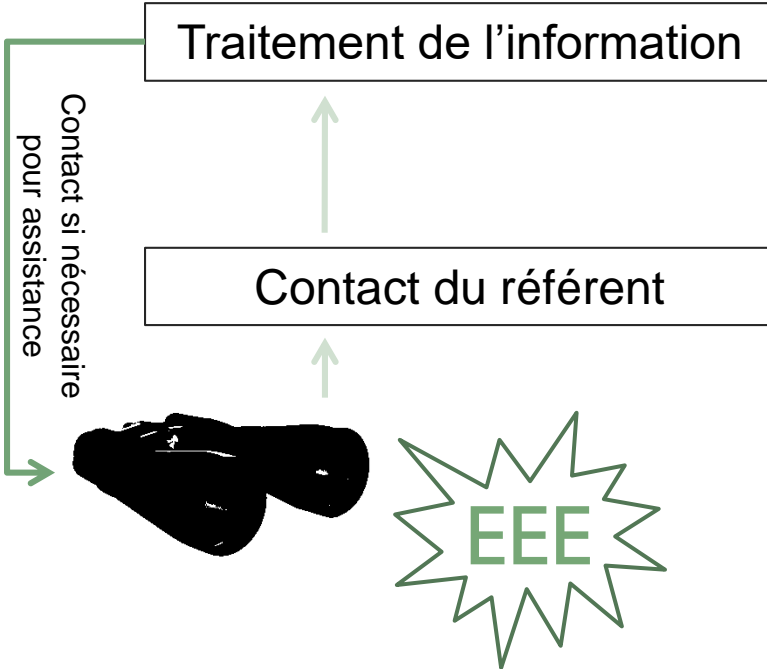 Traitement de l’information
Contact si nécessaire
pour assistance
Contact du référent
EEE